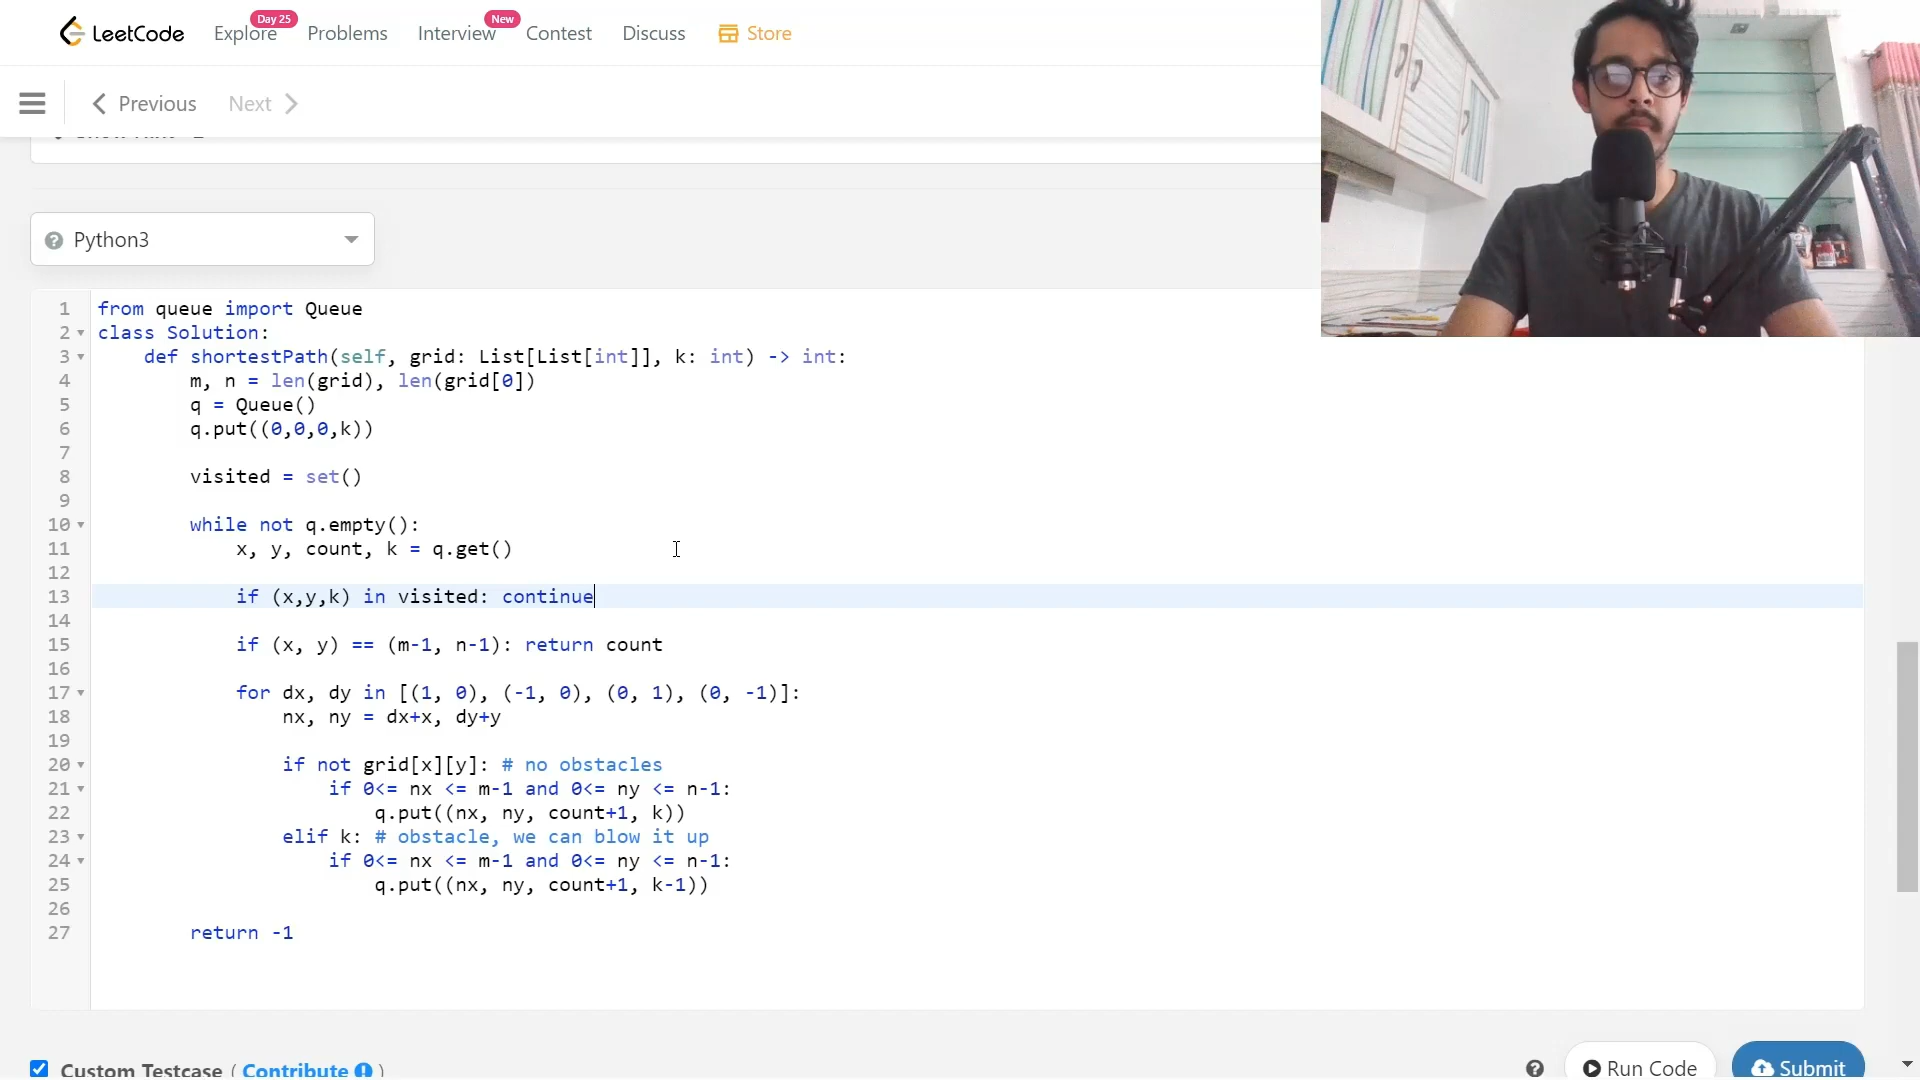 LeetCode
Explore
Day 25
Problems
Interview
New
Contest
Discuss
Store
Previous
Next
Python3
1 from queue import Queue
2 class Solution:
3     def shortestPath(self, grid: List[List[int]], k: int) -> int:
4         m, n = len(grid), len(grid[0])
5         q = Queue()
6         q.put((0,0,0,k))
7
8         visited = set()
9
10         while not q.empty():
11             x, y, count, k = q.get()
12
13             if (x,y,k) in visited: continue
14
15             if (x, y) == (m-1, n-1): return count
16
17             for dx, dy in [(1, 0), (-1, 0), (0, 1), (0, -1)]:
18                 nx, ny = dx+x, dy+y
19
20                 if not grid[x][y]: # no obstacles
21                     if 0<= nx <= m-1 and 0<= ny <= n-1:
22                         q.put((nx, ny, count+1, k))
23                 elif k: # obstacle, we can blow it up
24                     if 0<= nx <= m-1 and 0<= ny <= n-1:
25                         q.put((nx, ny, count+1, k-1))
26
27         return -1
Custom Testcase ( Contribute )
Run Code
Submit